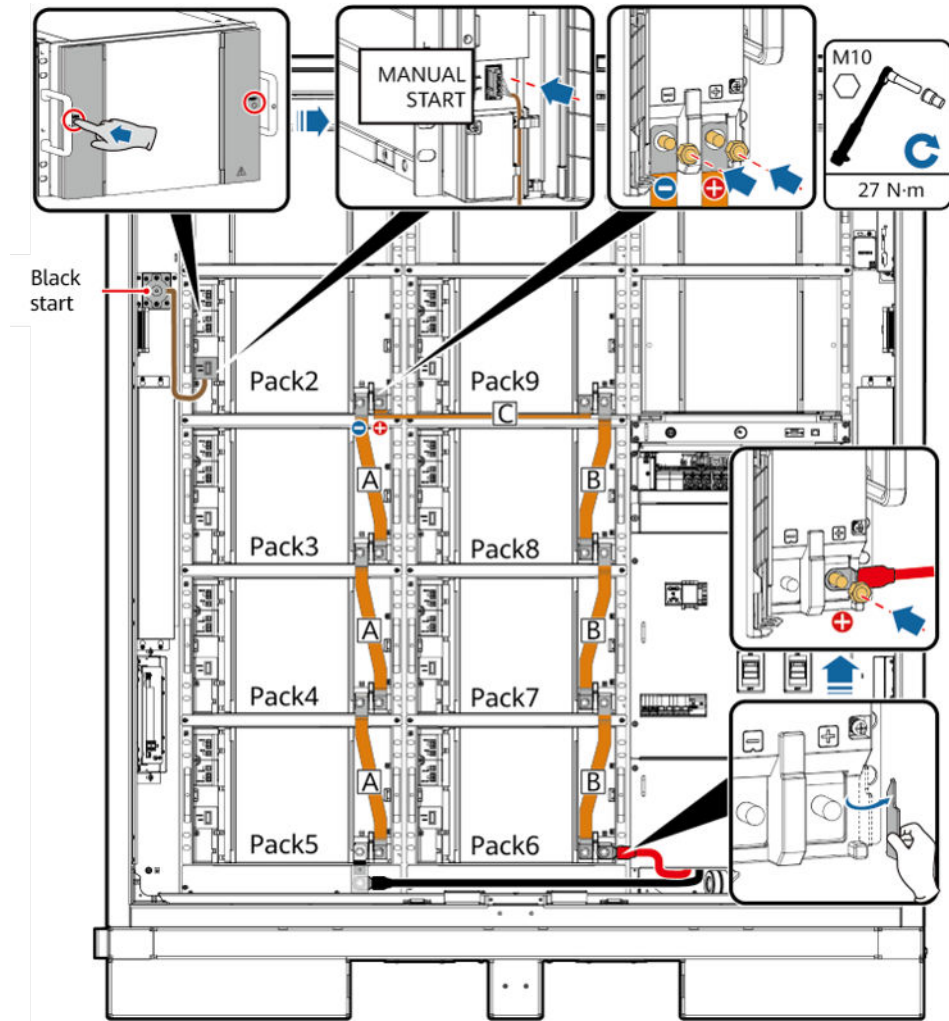 MANUAL
START
M10
27 N·m
Black
start
Pack2
Pack9
C
A
B
Pack3
Pack8
A
B
Pack4
Pack7
A
B
Pack5
Pack6